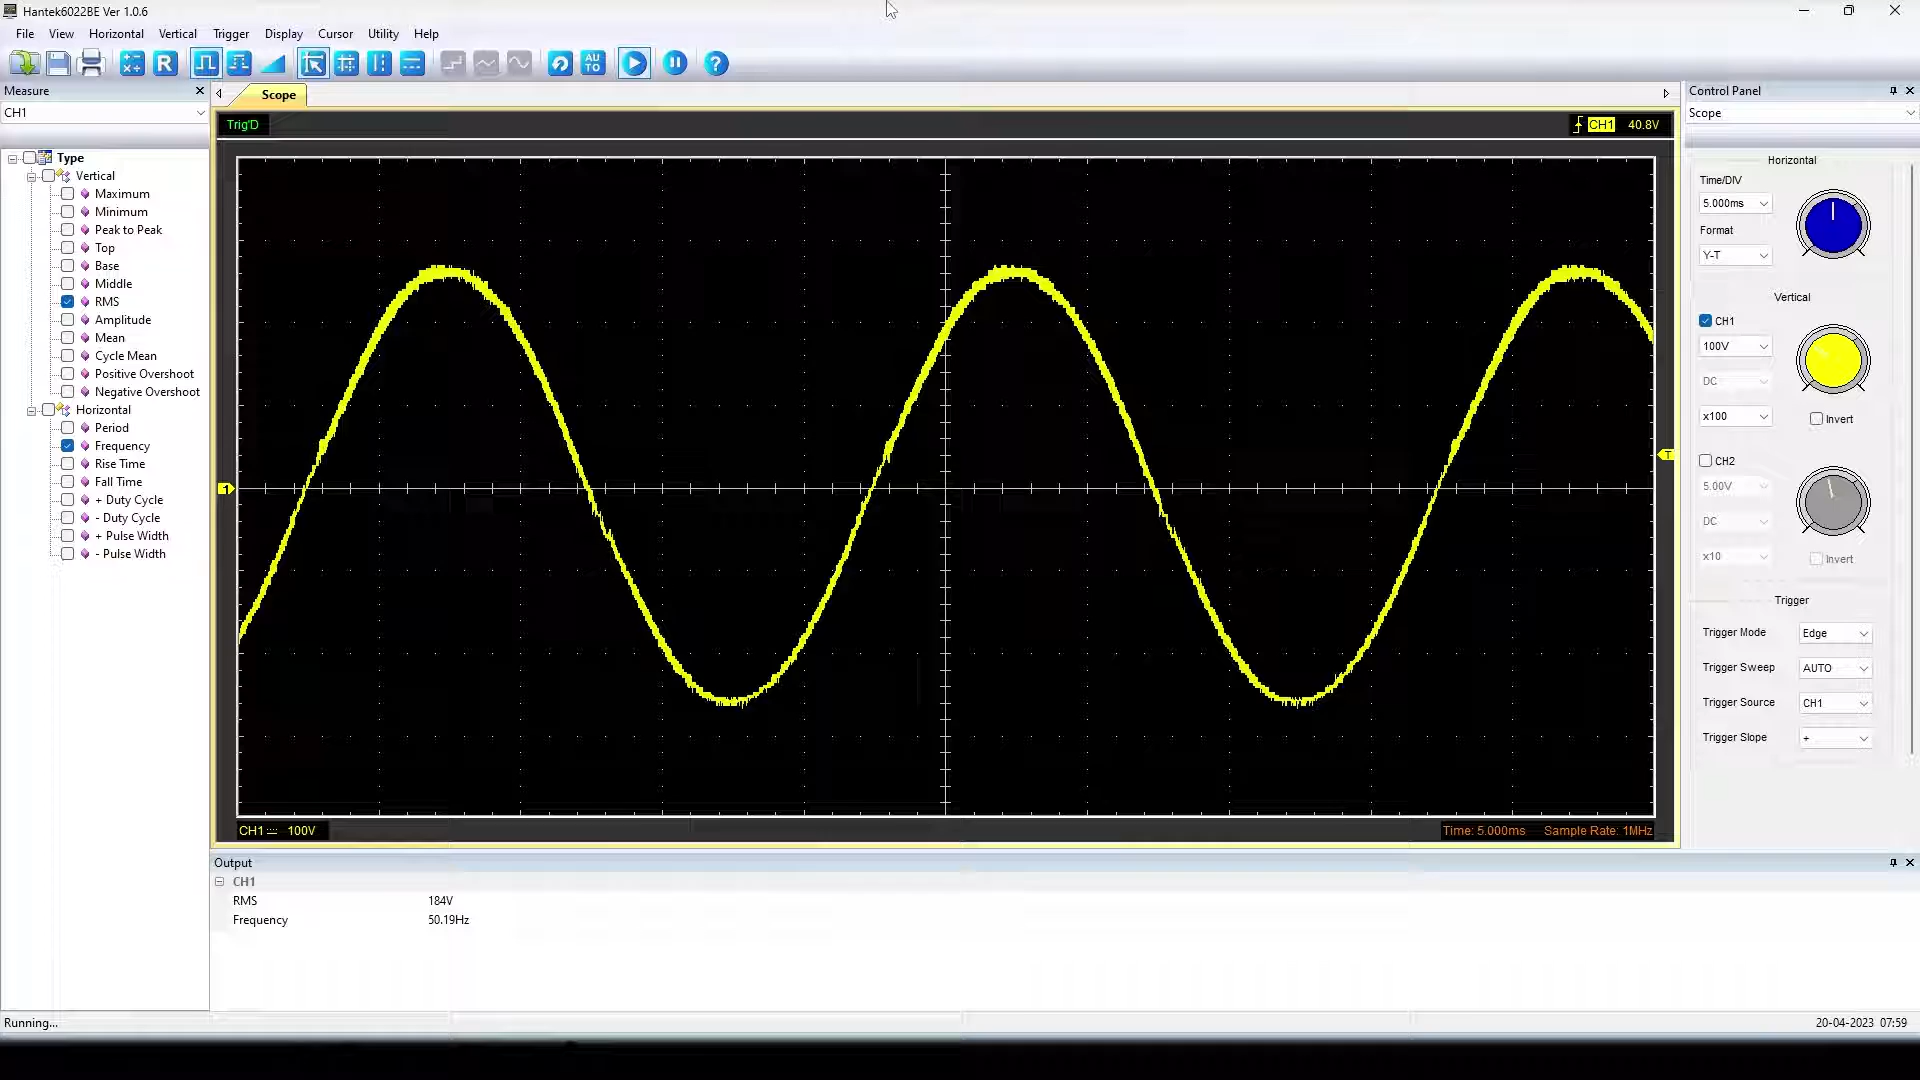 Hantek6022BE Ver 1.0.6
File View Horizontal Vertical Trigger Display Cursor Utility Help
R AU TO ?
Measure
CH1
Type
Vertical
Maximum
Minimum
Peak to Peak
Top
Base
Middle
RMS
Amplitude
Mean
Cycle Mean
Positive Overshoot
Negative Overshoot
Horizontal
Period
Frequency
Rise Time
Fall Time
+ Duty Cycle
- Duty Cycle
+ Pulse Width
- Pulse Width
Scope
Trig'D
CH1 40.8V
1
T
CH1 100V
Time: 5.000ms Sample Rate: 1MHz
Control Panel
Scope
Horizontal
Time/DIV
5.000ms
Format
Y-T
Vertical
CH1
100V
DC
x100
Invert
CH2
5.00V
DC
x10
Invert
Trigger
Trigger Mode Edge
Trigger Sweep AUTO
Trigger Source CH1
Trigger Slope +
Output
CH1
RMS 184V
Frequency 50.19Hz
Running...
20-04-2023 07:59